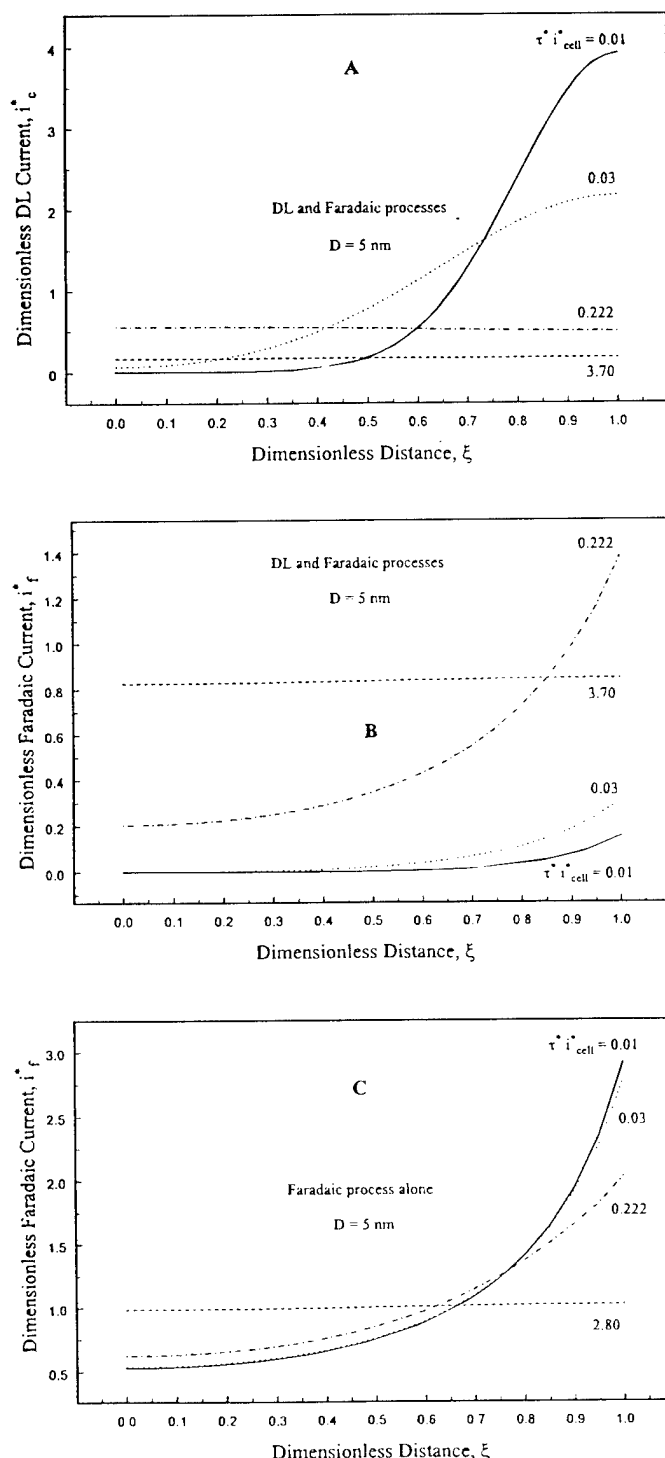 τ* i*cell = 0.01
A
4
3
2
1
0
0.03
DL and Faradaic processes
D = 5 nm
0.222
3.70
Dimensionless DL Current, i*c
0.0 0.1 0.2 0.3 0.4 0.5 0.6 0.7 0.8 0.9 1.0
Dimensionless Distance, ξ
0.222
DL and Faradaic processes
D = 5 nm
1.4
1.2
1.0
0.8
0.6
0.4
0.2
0.0
3.70
B
0.03
τ* i*cell = 0.01
Dimensionless Faradaic Current, i*f
0.0 0.1 0.2 0.3 0.4 0.5 0.6 0.7 0.8 0.9 1.0
Dimensionless Distance, ξ
τ* i*cell = 0.01
C
3.0
2.5
2.0
1.5
1.0
0.5
0.03
Faradaic process alone
D = 5 nm
0.222
2.80
Dimensionless Faradaic Current, i*f
0.0 0.1 0.2 0.3 0.4 0.5 0.6 0.7 0.8 0.9 1.0
Dimensionless Distance, ξ